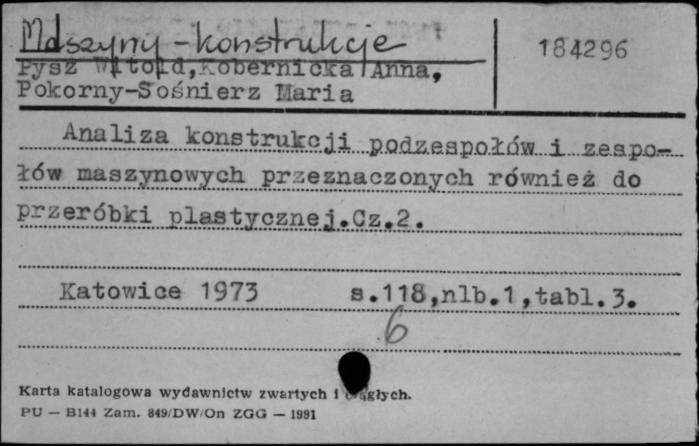 Maszyny - konstrukcje
184296
Pysz Witold, Kobernicka Anna,
Pokorny-Sośnierz Maria
Analiza konstrukcji podzespołów i zespo-
łów maszynowych przeznaczonych również do
przeróbki plastycznej.Cz.2.
Katowice 1973 s.118,nlb.1,tabl.3.
6
Karta katalogowa wydawnictw zwartych i ciągłych.
PU — B144 Zam. 849/DW/On ZGG — 1991